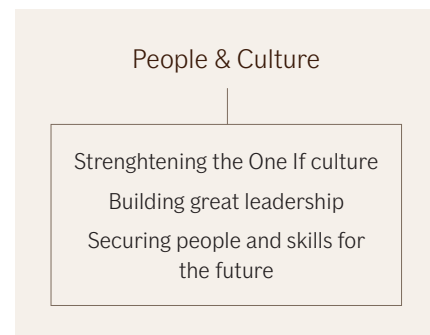 People & Culture
Strenghtening the One If culture
Building great leadership
Securing people and skills for
the future